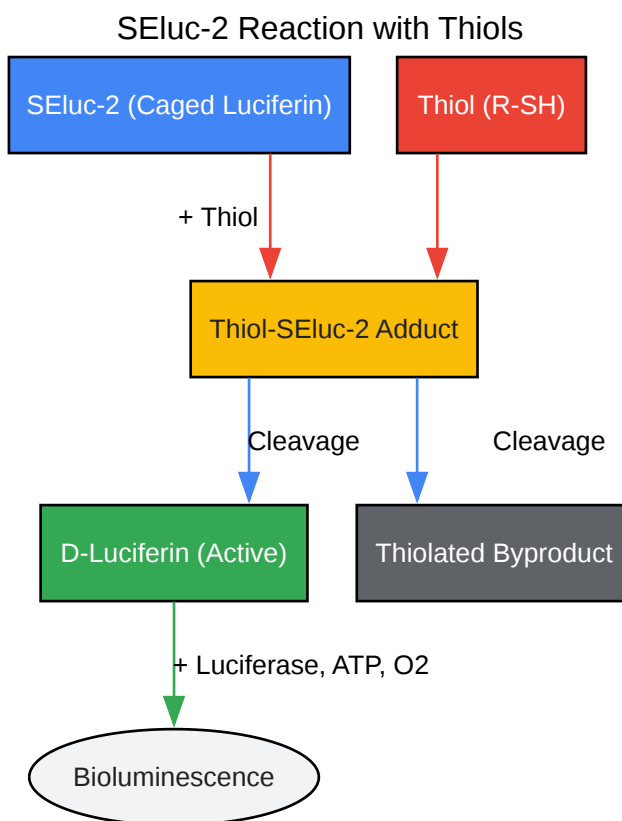 SEluc-2 Reaction with Thiols
SEluc-2 (Caged Luciferin)
Thiol (R-SH)
+ Thiol
Thiol-SEluc-2 Adduct
Cleavage
Cleavage
D-Luciferin (Active)
Thiolated Byproduct
+ Luciferase, ATP, O2
Bioluminescence